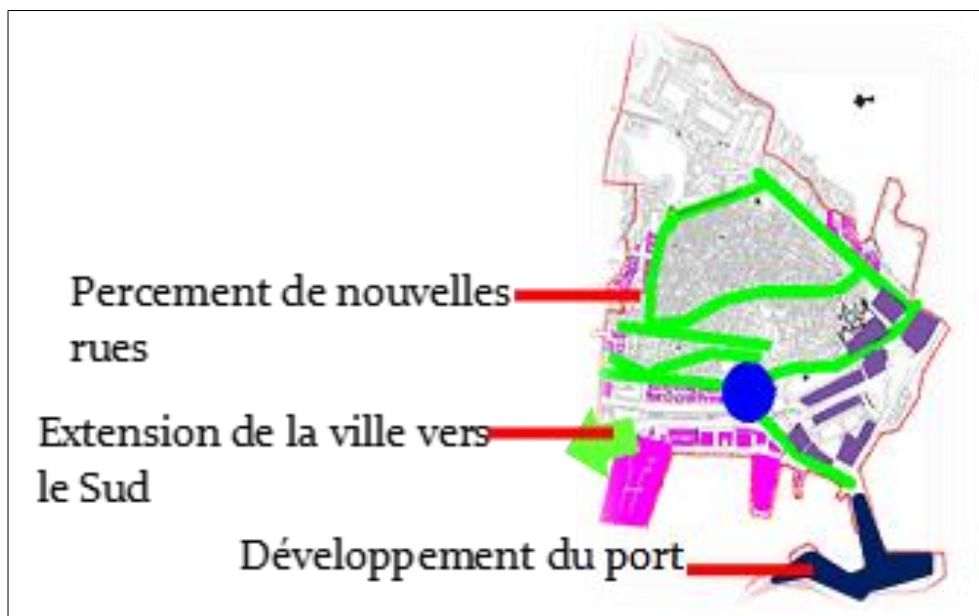 Percement de nouvelles
rues
Extension de la ville vers
le Sud
Développement du port